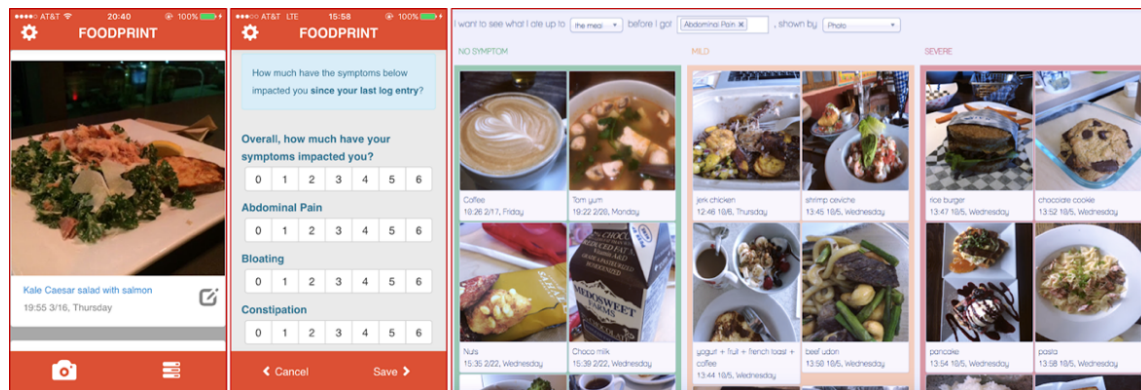 AT&T 20:40 100%
FOODPRINT
Kale Caesar salad with salmon
19:55 3/16, Thursday
AT&T LTE 15:58 100%
FOODPRINT
How much have the symptoms below
impacted you since your last log entry?
Overall, how much have your
symptoms impacted you?
0 1 2 3 4 5 6
Abdominal Pain
0 1 2 3 4 5 6
Bloating
0 1 2 3 4 5 6
Constipation
0 1 2 3 4 5 6
Cancel Save
I want to see what I ate up to the meal before I got Abdominal Pain × , shown by Photo
NO SYMPTOM MILD SEVERE
Coffee
19:26 2/17, Friday
Tom yum
19:22 2/20, Monday
jerk chicken
12:46 10/6, Thursday
shrimp ceviche
13:45 10/5, Wednesday
rice burger
13:47 10/5, Wednesday
chocolate cookie
13:52 10/5, Wednesday
REDUCED FAT
MEDOSWEET
FARMS
Nuts
15:35 2/22, Wednesday
Choco milk
15:39 2/22, Wednesday
yogurt + fruit + french toast +
coffee
13:44 10/5, Wednesday
beef udon
13:50 10/5, Wednesday
pancake
13:54 10/5, Wednesday
pasta
13:58 10/5, Wednesday